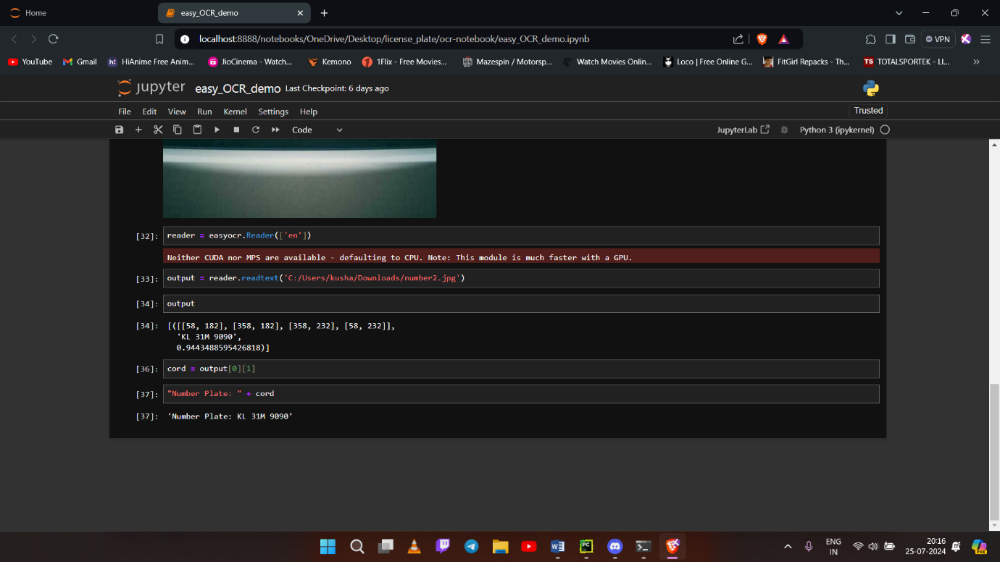 Home
easy_OCR_demo
localhost:8888/notebooks/OneDrive/Desktop/license_plate/ocr-notebook/easy_OCR_demo.ipynb
VPN
YouTube
Gmail
h! HiAnime Free Anim...
JioCinema - Watch...
Kemono
1Flix - Free Movies...
Mazespin / Motorsp...
Watch Movies Onlin...
Loco | Free Online G...
FitGirl Repacks - Th...
TS TOTALSPORTEK - LI...
jupyter easy_OCR_demo Last Checkpoint: 6 days ago
File Edit View Run Kernel Settings Help
Trusted
Code
JupyterLab
Python 3 (ipykernel)
[32]: reader = easyocr.Reader(['en'])
Neither CUDA nor MPS are available - defaulting to CPU. Note: This module is much faster with a GPU.
[33]: output = reader.readtext('C:/Users/kusha/Downloads/number2.jpg')
[34]: output
[34]: [([[58, 182], [358, 182], [358, 232], [58, 232]],
'KL 31M 9090',
0.9443488595426818)]
[36]: cord = output[0][1]
[37]: "Number Plate: " + cord
[37]: 'Number Plate: KL 31M 9090'
PC
ENG
IN
20:16
25-07-2024
PRE